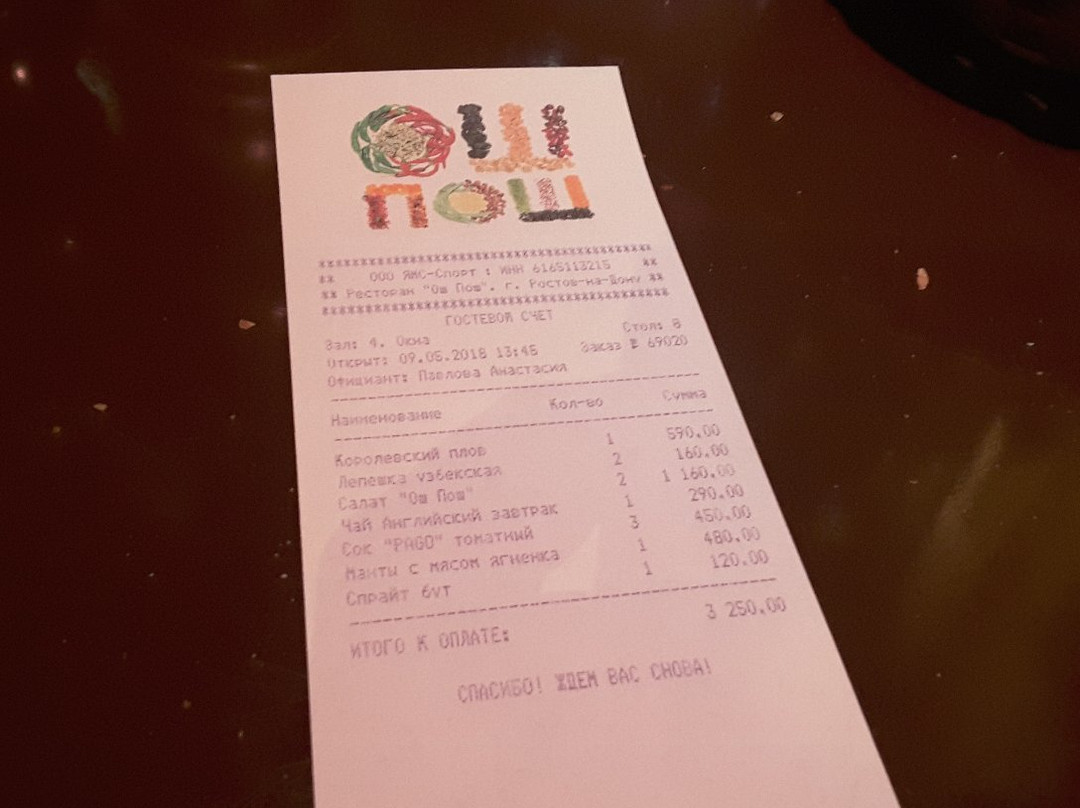 ОШ
ПОШ
************************************
** ООО ЯМС-Спорт : ИНН 6165113215 **
** Ресторан "Ош Пош". г. Ростов-на-Дону **
************************************
ГОСТЕВОЙ СЧЕТ
Зал: 4. Окна Стол: 8
Открыт: 09.05.2018 13:45 Заказ № 69020
Официант: Павлова Анастасия
Наименование Кол-во Сумма
Королевский плов 1 590.00
Лепешка узбекская 2 160.00
Салат "Ош Пош" 2 1 160.00
Чай Английский завтрак 1 290.00
Сок "PAGO" томатный 3 450.00
Манты с мясом ягненка 1 480.00
Спрайт бут 1 120.00
ИТОГО К ОПЛАТЕ: 3 250.00
СПАСИБО! ЖДЕМ ВАС СНОВА!